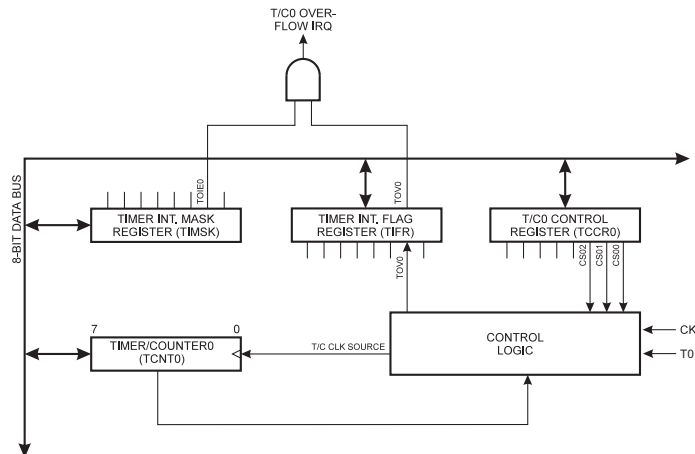 T/C0 OVER-
FLOW IRQ
8-BIT DATA BUS
TOIE0
TOV0
TIMER INT. MASK
REGISTER (TIMSK)
TIMER INT. FLAG
REGISTER (TIFR)
T/C0 CONTROL
REGISTER (TCCR0)
TOV0
CS02
CS01
CS00
7
0
TIMER/COUNTER0
(TCNT0)
T/C CLK SOURCE
CONTROL
LOGIC
CK
T0